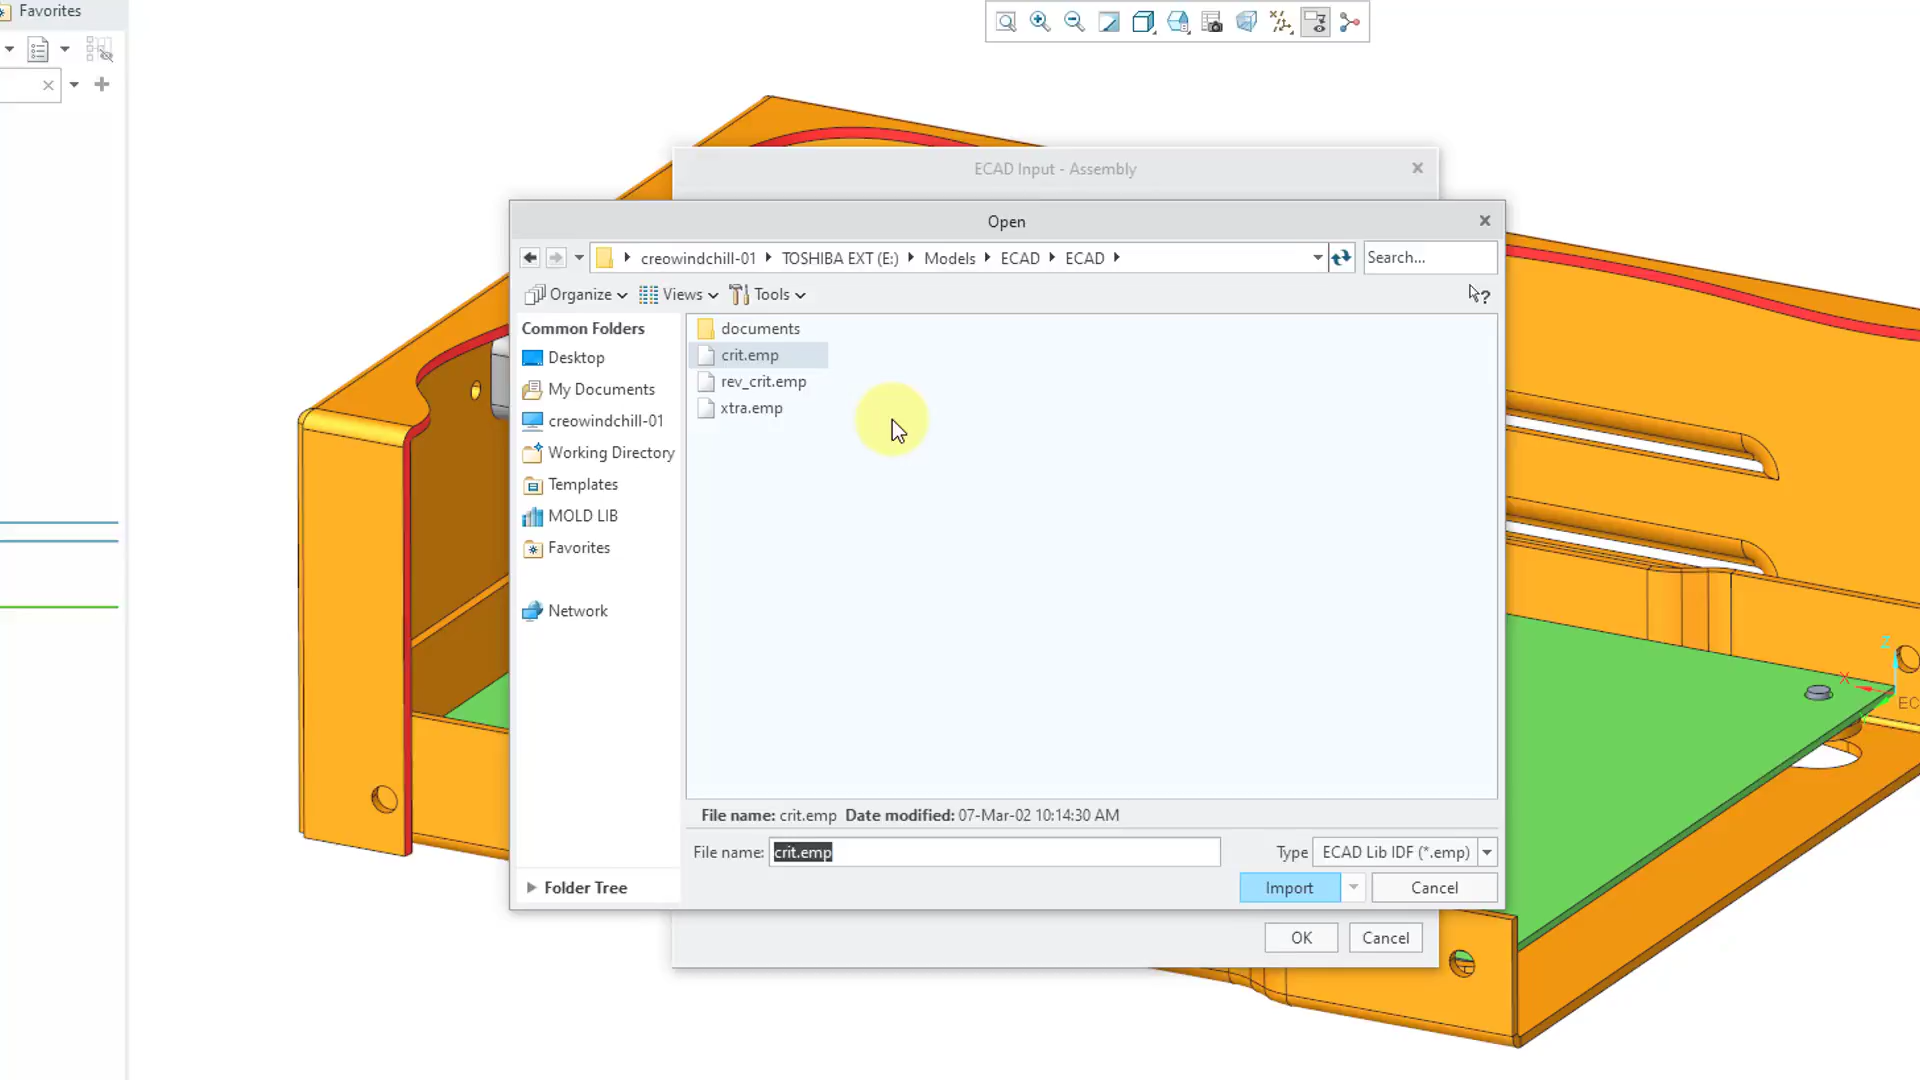 Favorites
ECAD Input - Assembly
Open
creowindchill-01 TOSHIBA EXT (E:) Models ECAD ECAD
Search...
Organize Views Tools
Common Folders
Desktop
My Documents
creowindchill-01
Working Directory
Templates
MOLD LIB
Favorites
Network
Folder Tree
documents
crit.emp
rev_crit.emp
xtra.emp
File name: crit.emp Date modified: 07-Mar-02 10:14:30 AM
File name: crit.emp
Type ECAD Lib IDF (*.emp)
Import Cancel
OK Cancel
Z
X
EC